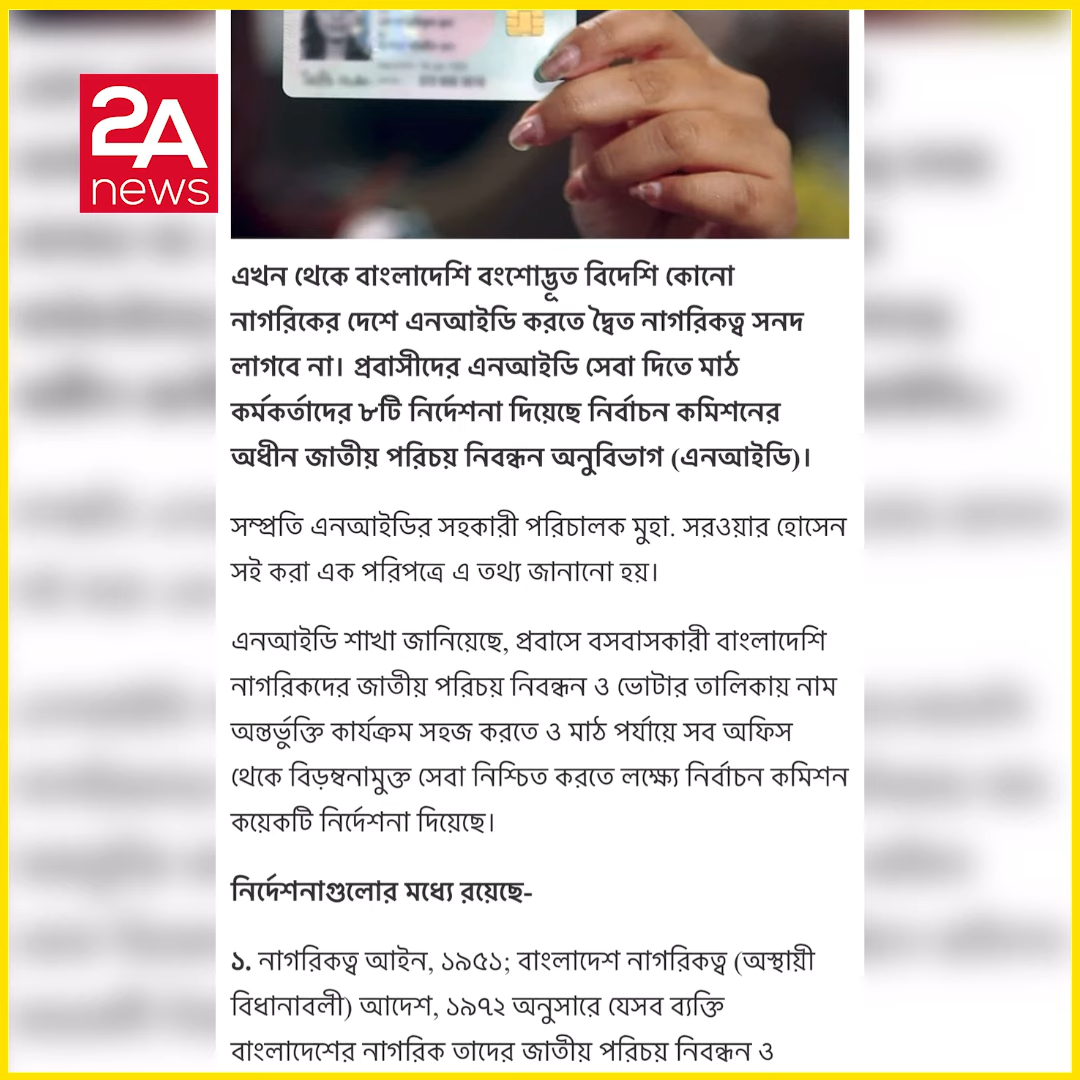 2A
news
এখন থেকে বাংলাদেশি বংশোদ্ভূত বিদেশি কোনো
নাগরিকের দেশে এনআইডি করতে দ্বৈত নাগরিকত্ব সনদ
লাগবে না। প্রবাসীদের এনআইডি সেবা দিতে মাঠ
কর্মকর্তাদের ৮টি নির্দেশনা দিয়েছে নির্বাচন কমিশনের
অধীন জাতীয় পরিচয় নিবন্ধন অনুবিভাগ (এনআইডি)।
সম্প্রতি এনআইডির সহকারী পরিচালক মুহা. সরওয়ার হোসেন
সই করা এক পরিপত্রে এ তথ্য জানানো হয়।
এনআইডি শাখা জানিয়েছে, প্রবাসে বসবাসকারী বাংলাদেশি
নাগরিকদের জাতীয় পরিচয় নিবন্ধন ও ভোটার তালিকায় নাম
অন্তর্ভুক্তি কার্যক্রম সহজ করতে ও মাঠ পর্যায়ে সব অফিস
থেকে বিড়ম্বনামুক্ত সেবা নিশ্চিত করতে লক্ষ্যে নির্বাচন কমিশন
কয়েকটি নির্দেশনা দিয়েছে।
নির্দেশনাগুলোর মধ্যে রয়েছে-
১. নাগরিকত্ব আইন, ১৯৫১; বাংলাদেশ নাগরিকত্ব (অস্থায়ী
বিধানাবলী) আদেশ, ১৯৭২ অনুসারে যেসব ব্যক্তি
বাংলাদেশের নাগরিক তাদের জাতীয় পরিচয় নিবন্ধন ও